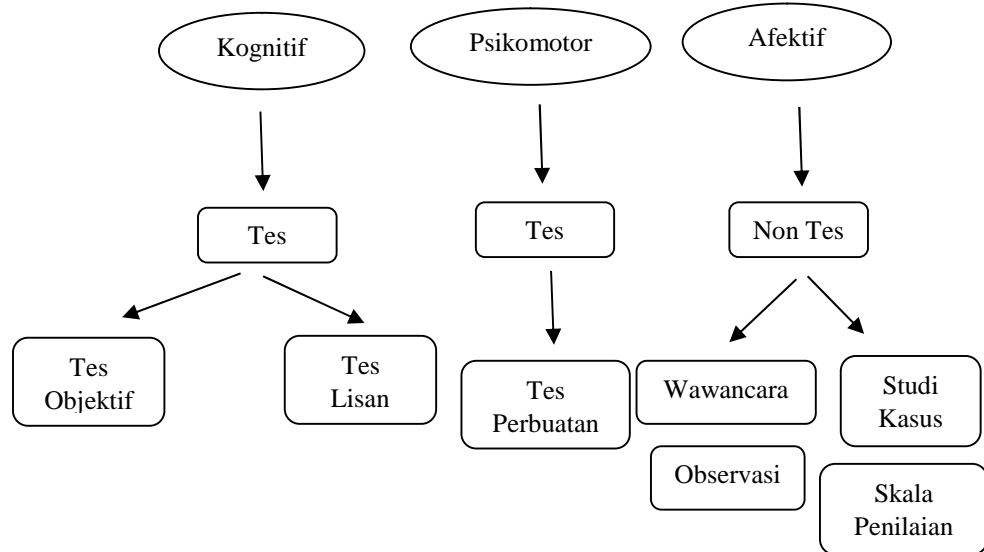 Kognitif
Psikomotor
Afektif
Tes
Tes
Non Tes
Tes
Objektif
Tes
Lisan
Tes
Perbuatan
Wawancara
Studi
Kasus
Observasi
Skala
Penilaian